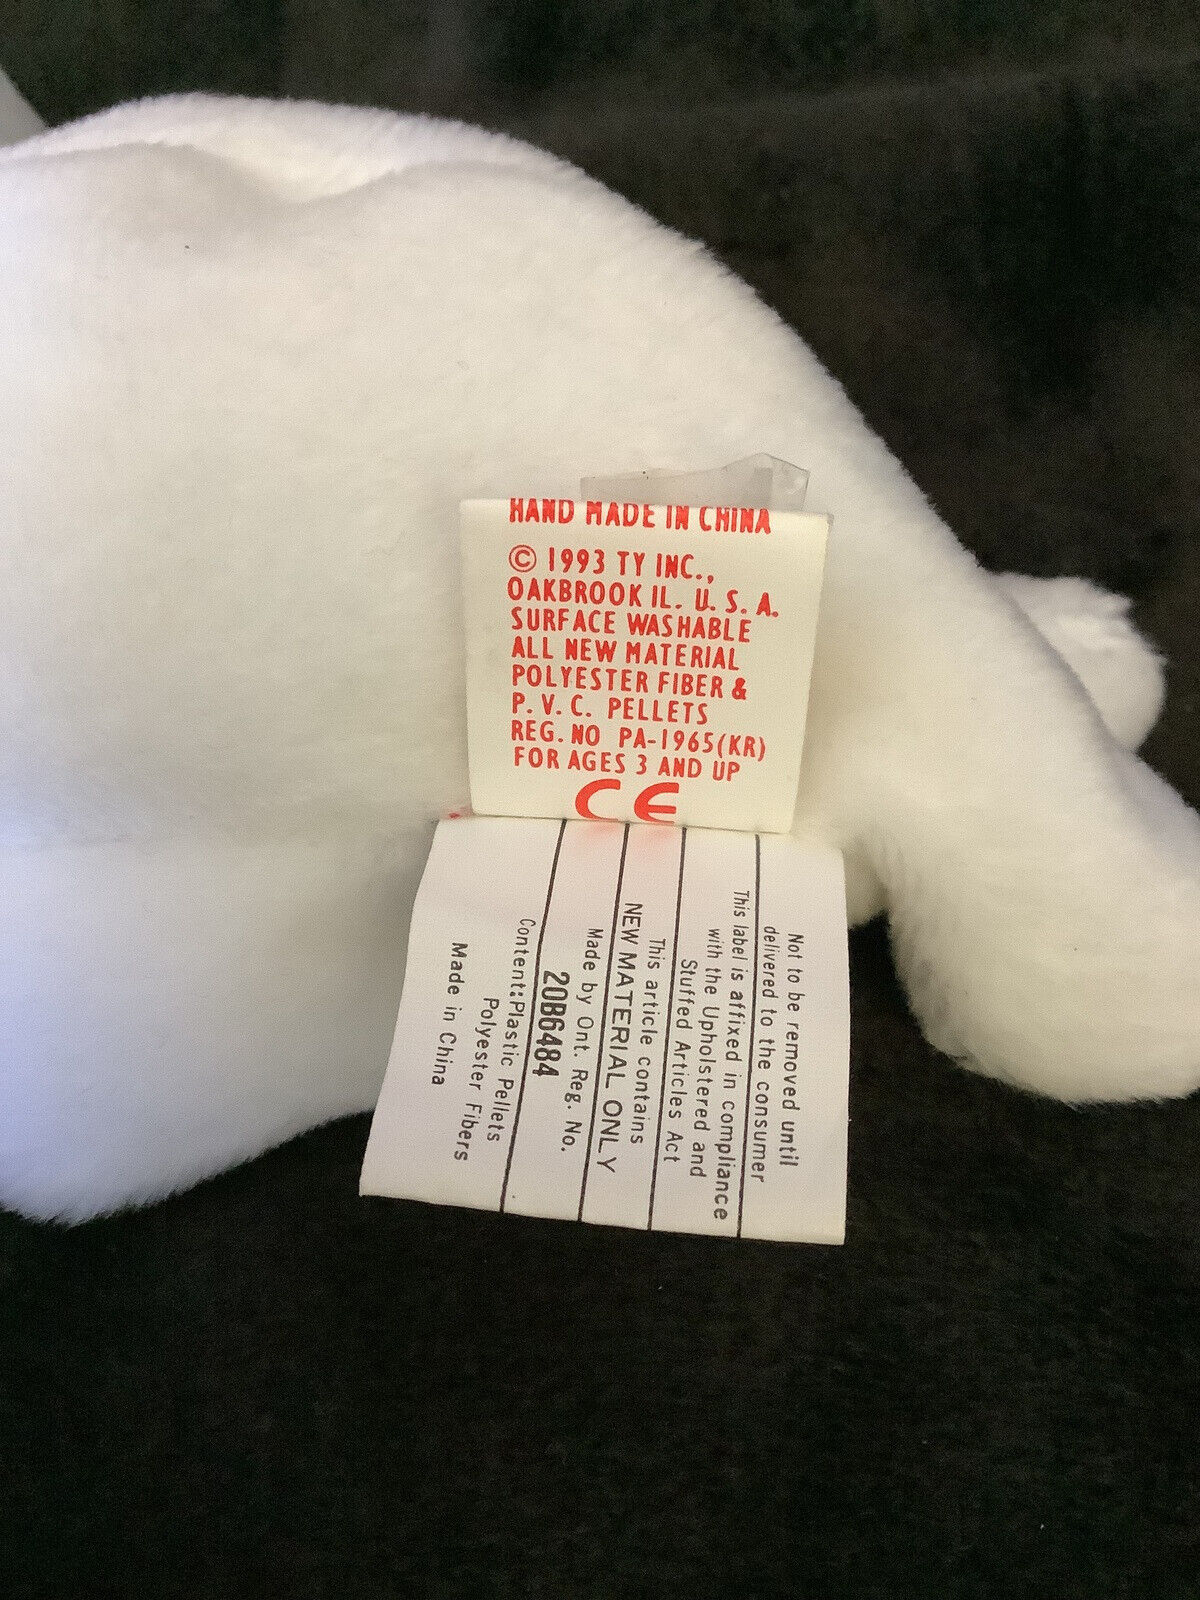 HAND MADE IN CHINA
© 1993 TY INC.,
OAKBROOK IL. U. S. A.
SURFACE WASHABLE
ALL NEW MATERIAL
POLYESTER FIBER &
P. V. C. PELLETS
REG. NO PA-1965(KR)
FOR AGES 3 AND UP
CE
Not to be removed until
delivered to the consumer
This label is affixed in compliance
with the Upholstered and
Stuffed Articles Act
This article contains
NEW MATERIAL ONLY
Made by Ont. Reg. No.
20B6484
Content:Plastic Pellets
Polyester Fibers
Made in China